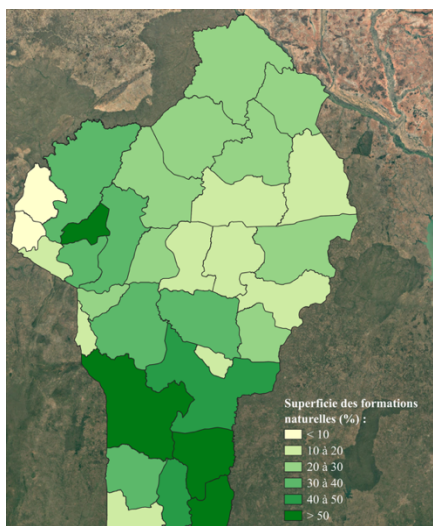 Superficie des formations
naturelles (%) :
≤ 10
10 à 20
20 à 30
30 à 40
40 à 50
> 50